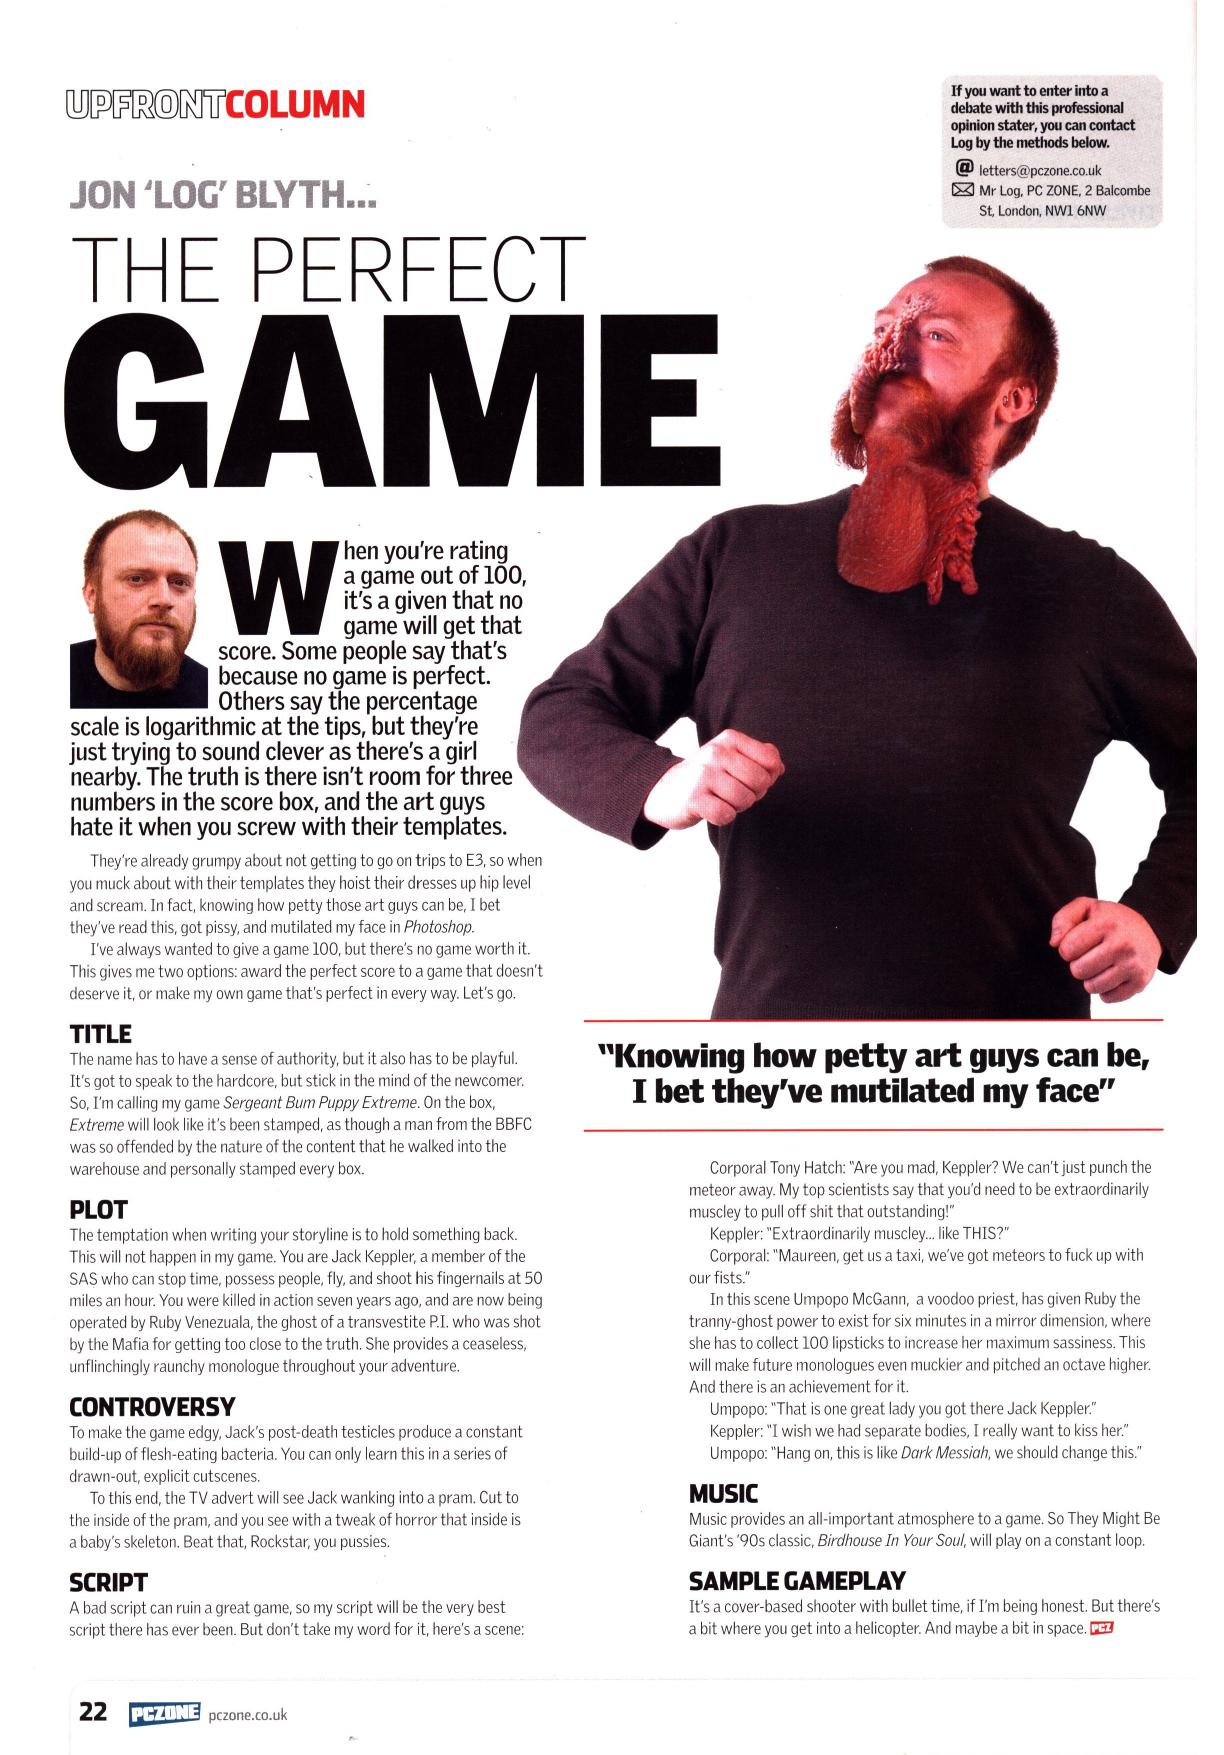 UPFRONTCOLUMN
If you want to enter into a
debate with this professional
opinion stater, you can contact
Log by the methods below.
@ letters@pczone.co.uk
Mr Log, PC ZONE, 2 Balcombe
St, London, NW1 6NW
JON ‘LOG’ BLYTH...
THE PERFECT
GAME
When you’re rating
a game out of 100,
it’s a given that no
game will get that
score. Some people say that’s
because no game is perfect.
Others say the percentage
scale is logarithmic at the tips, but they’re
just trying to sound clever as there’s a girl
nearby. The truth is there isn’t room for three
numbers in the score box, and the art guys
hate it when you screw with their templates.
They’re already grumpy about not getting to go on trips to E3, so when
you muck about with their templates they hoist their dresses up hip level
and scream. In fact, knowing how petty those art guys can be, I bet
they’ve read this, got pissy, and mutilated my face in Photoshop.
I’ve always wanted to give a game 100, but there’s no game worth it.
This gives me two options: award the perfect score to a game that doesn’t
deserve it, or make my own game that’s perfect in every way. Let’s go.
TITLE
The name has to have a sense of authority, but it also has to be playful.
It’s got to speak to the hardcore, but stick in the mind of the newcomer.
So, I’m calling my game Sergeant Bum Puppy Extreme. On the box,
Extreme will look like it’s been stamped, as though a man from the BBFC
was so offended by the nature of the content that he walked into the
warehouse and personally stamped every box.
PLOT
The temptation when writing your storyline is to hold something back.
This will not happen in my game. You are Jack Keppler, a member of the
SAS who can stop time, possess people, fly, and shoot his fingernails at 50
miles an hour. You were killed in action seven years ago, and are now being
operated by Ruby Venezuala, the ghost of a transvestite P.I. who was shot
by the Mafia for getting too close to the truth. She provides a ceaseless,
unflinchingly raunchy monologue throughout your adventure.
CONTROVERSY
To make the game edgy, Jack’s post-death testicles produce a constant
build-up of flesh-eating bacteria. You can only learn this in a series of
drawn-out, explicit cutscenes.
To this end, the TV advert will see Jack wanking into a pram. Cut to
the inside of the pram, and you see with a tweak of horror that inside is
a baby’s skeleton. Beat that, Rockstar, you pussies.
SCRIPT
A bad script can ruin a great game, so my script will be the very best
script there has ever been. But don’t take my word for it, here’s a scene:
“Knowing how petty art guys can be,
I bet they’ve mutilated my face”
Corporal Tony Hatch: “Are you mad, Keppler? We can’t just punch the
meteor away. My top scientists say that you’d need to be extraordinarily
muscley to pull off shit that outstanding!”
Keppler: “Extraordinarily muscley... like THIS?”
Corporal: “Maureen, get us a taxi, we’ve got meteors to fuck up with
our fists.”
In this scene Umpopo McGann, a voodoo priest, has given Ruby the
tranny-ghost power to exist for six minutes in a mirror dimension, where
she has to collect 100 lipsticks to increase her maximum sassiness. This
will make future monologues even muckier and pitched an octave higher.
And there is an achievement for it.
Umpopo: “That is one great lady you got there Jack Keppler.”
Keppler: “I wish we had separate bodies, I really want to kiss her.”
Umpopo: “Hang on, this is like Dark Messiah, we should change this.”
MUSIC
Music provides an all-important atmosphere to a game. So They Might Be
Giant’s ’90s classic, Birdhouse In Your Soul, will play on a constant loop.
SAMPLE GAMEPLAY
It’s a cover-based shooter with bullet time, if I’m being honest. But there’s
a bit where you get into a helicopter. And maybe a bit in space. PCZ
22 PCZONE pczone.co.uk